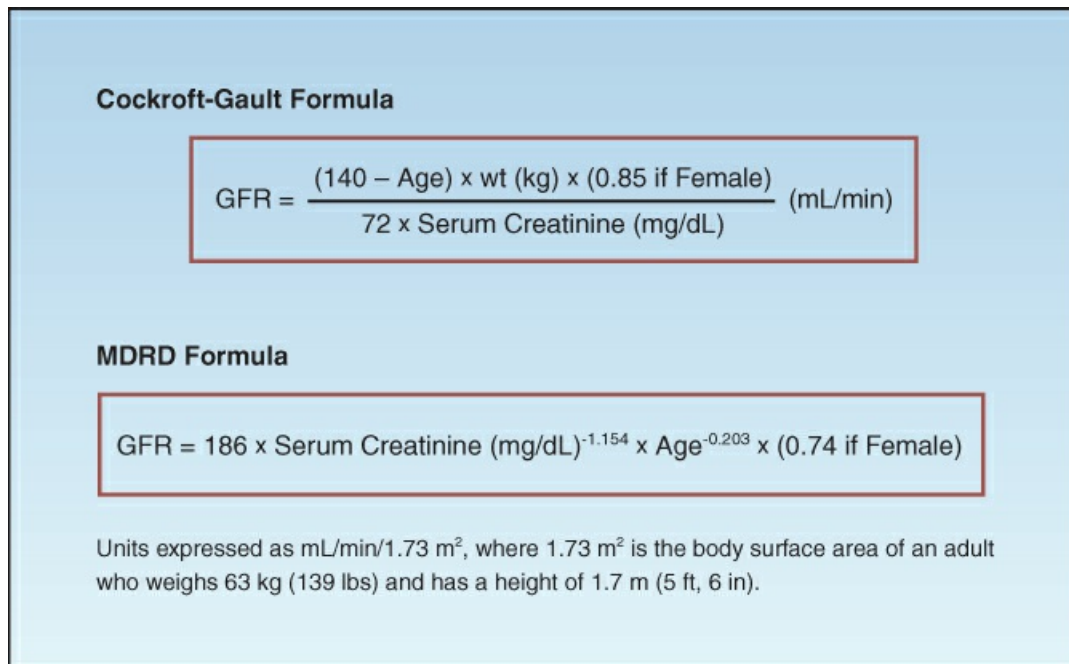 Cockroft-Gault Formula
GFR = (140 – Age) x wt (kg) x (0.85 if Female) / 72 x Serum Creatinine (mg/dL) (mL/min)
MDRD Formula
GFR = 186 x Serum Creatinine (mg/dL)^-1.154 x Age^-0.203 x (0.74 if Female)
Units expressed as mL/min/1.73 m², where 1.73 m² is the body surface area of an adult
who weighs 63 kg (139 lbs) and has a height of 1.7 m (5 ft, 6 in).